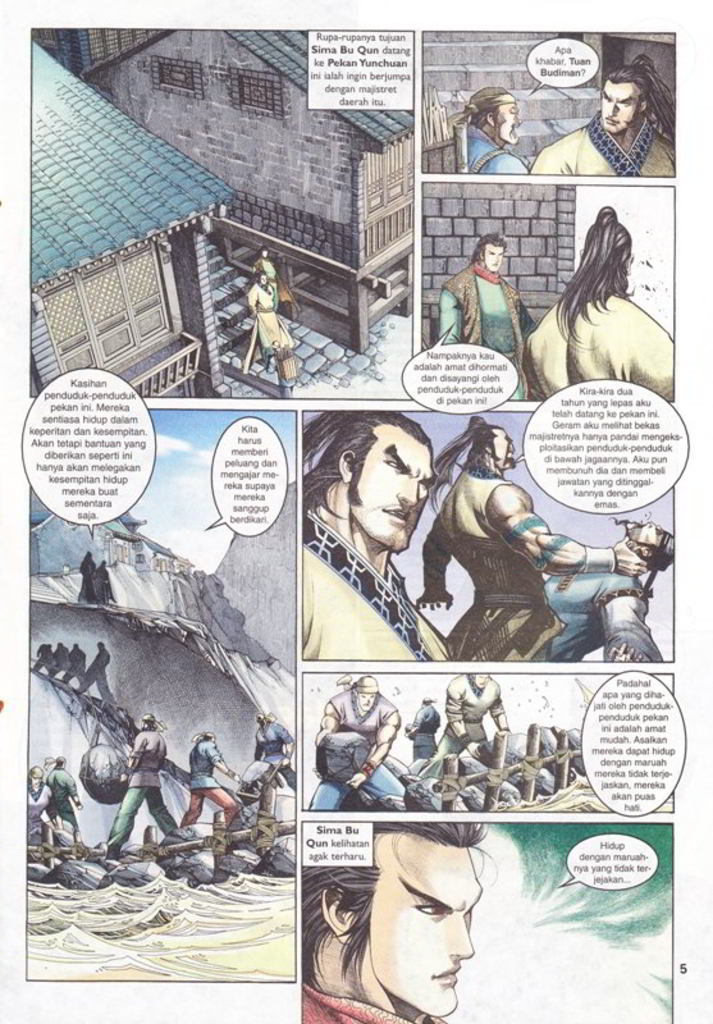 Rupa-rupanya tujuan
Sima Bu Qun datang
ke Pekan Yunchuan
ini ialah ingin berjumpa
dengan majistret
daerah itu.
Apa
khabar, Tuan
Budiman?
Nampaknya kau
adalah amat dihormati
dan disayangi oleh
penduduk-penduduk
di pekan ini!
Kasihan
penduduk-penduduk
pekan ini. Mereka
sentiasa hidup dalam
keperitan dan kesempitan.
Akan tetapi bantuan yang
diberikan seperti ini
hanya akan melegakan
kesempitan hidup
mereka buat
sementara
saja.
Kita
harus
memberi
peluang dan
mengajar me-
reka supaya
mereka
sanggup
berdikari.
Kira-kira dua
tahun yang lepas aku
telah datang ke pekan ini.
Geram aku melihat bekas
majistretnya hanya pandai mengeks-
ploitasikan penduduk-penduduk
di bawah jagaannya. Aku pun
membunuh dia dan membeli
jawatan yang ditinggal-
kannya dengan
emas.
Padahal
apa yang diha-
jati oleh penduduk-
penduduk pekan
ini adalah amat
mudah. Asalkan
mereka dapat hidup
dengan maruah
mereka tidak terje-
jaskan, mereka
akan puas
hati.
Sima Bu
Qun kelihatan
agak terharu.
Hidup
dengan maruah-
nya yang tidak ter-
jejakan...
5